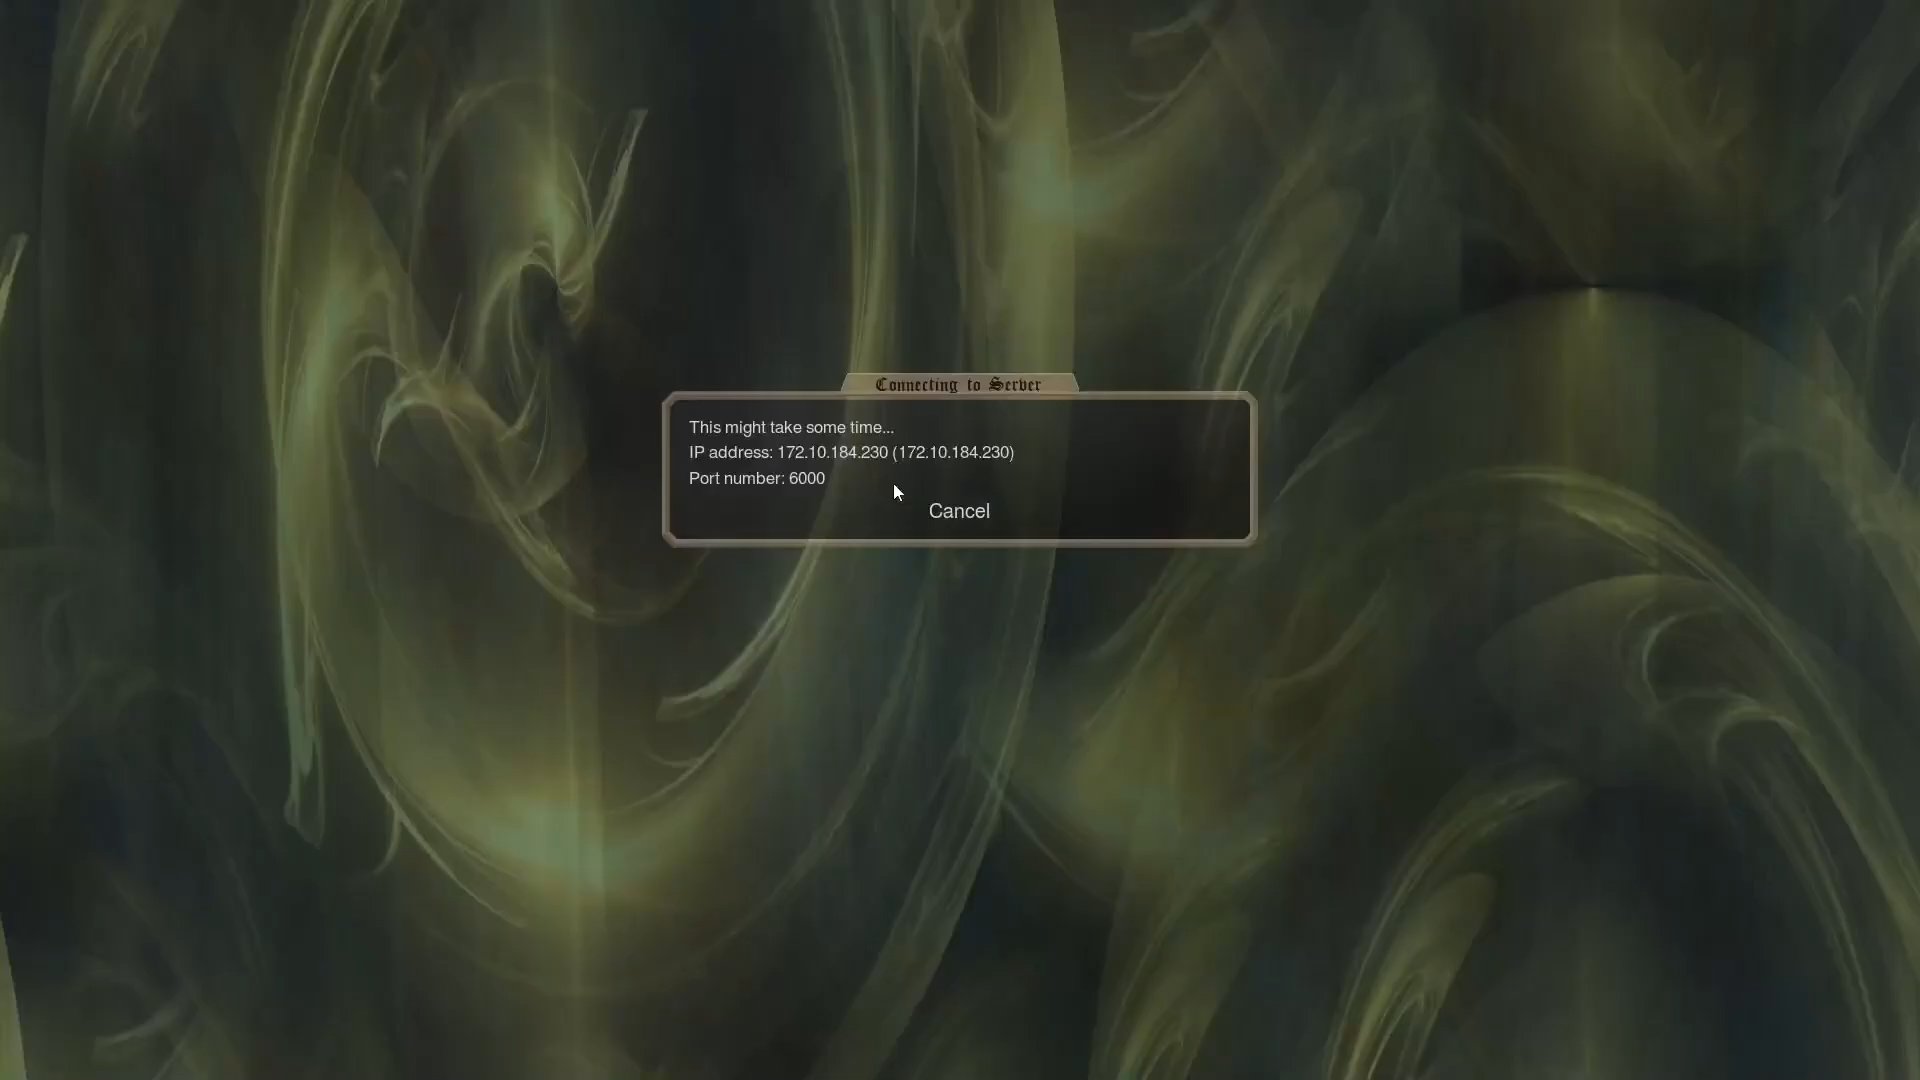 Connecting to Server
This might take some time...
IP address: 172.10.184.230 (172.10.184.230)
Port number: 6000
Cancel